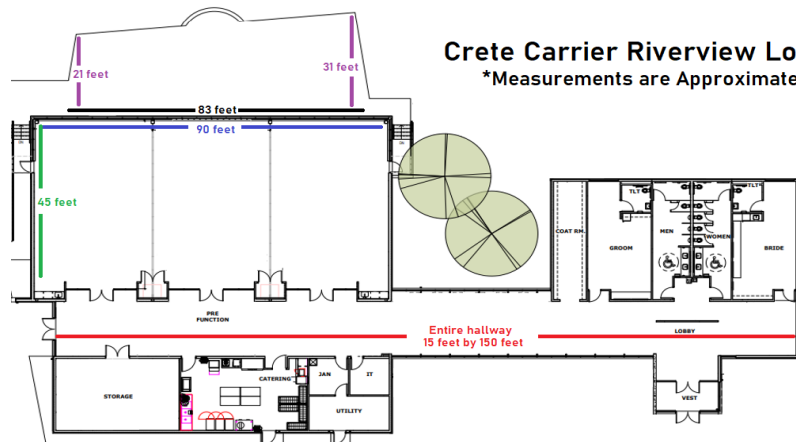 Crete Carrier Riverview Lo
*Measurements are Approximate
21 feet
31 feet
83 feet
90 feet
45 feet
TLT
TLT
COAT RM.
GROOM
MEN
WOMEN
BRIDE
PRE
FUNCTION
Entire hallway
15 feet by 150 feet
LOBBY
CATERING
JAN
IT
STORAGE
UTILITY
VEST